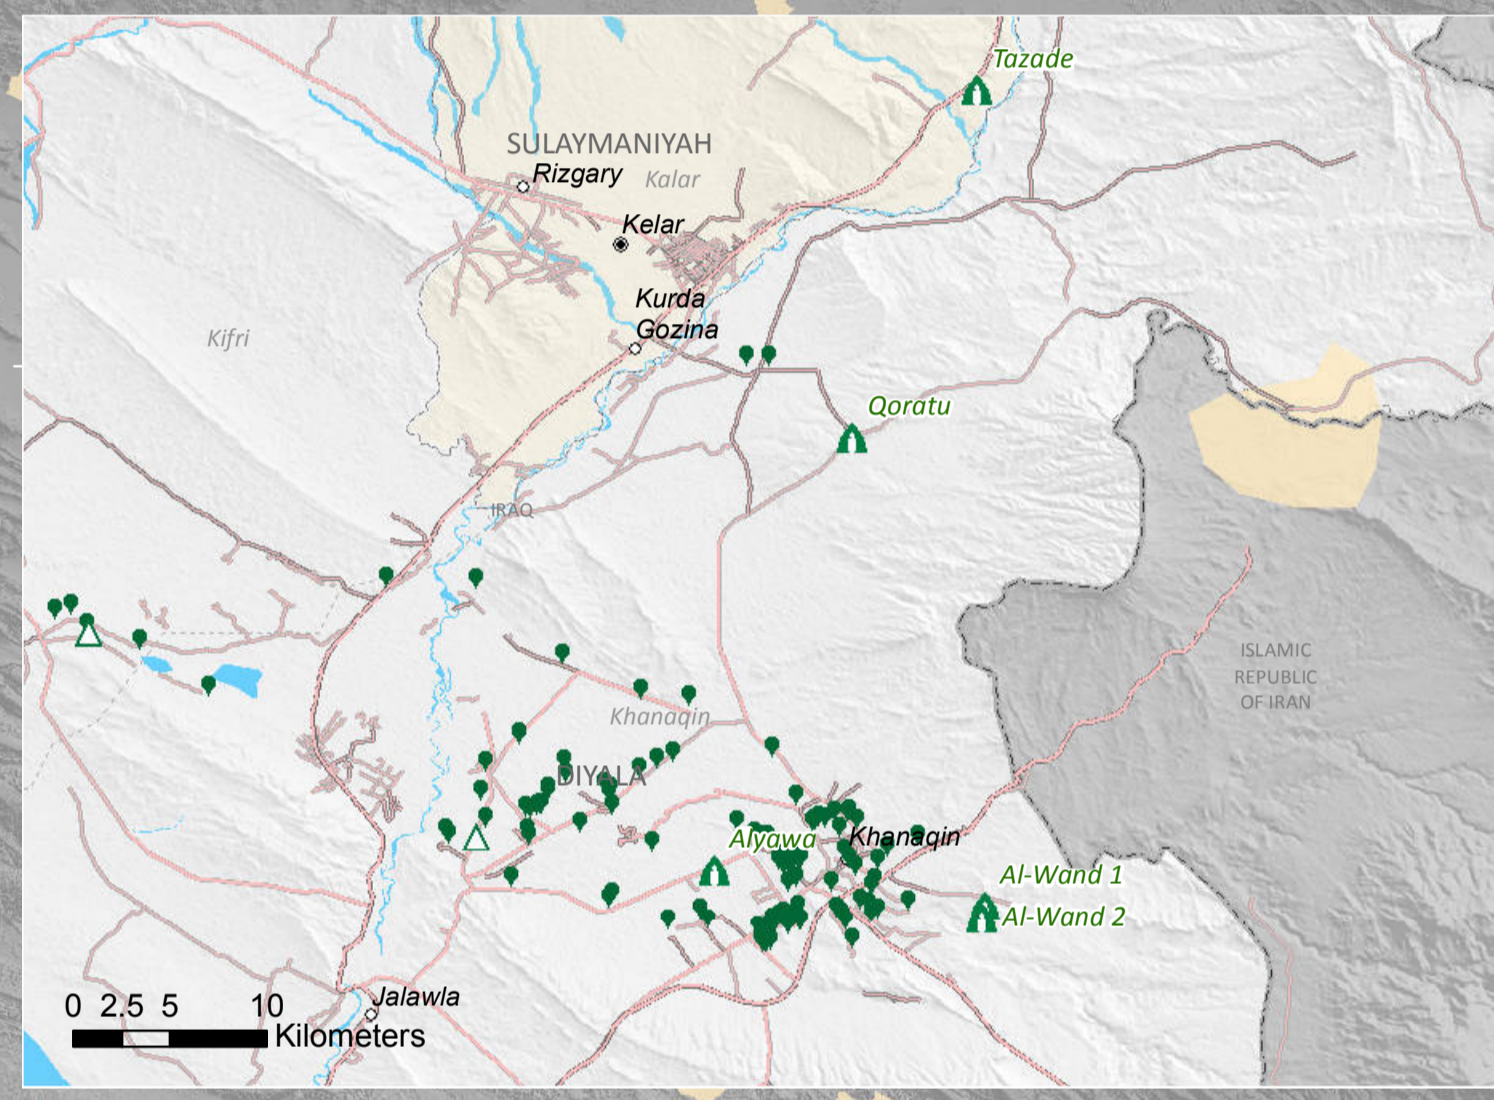 Tazade
SULAYMANIYAH
Rizgary
Kalar
Kelar
Kurda
Gozina
Kifri
Qoratu
IRAQ
ISLAMIC
REPUBLIC
OF IRAN
Khanaqin
DIYALA
Alyawa
Khanaqin
Al-Wand 1
Al-Wand 2
Jalawla
0 2.5 5 10
Kilometers